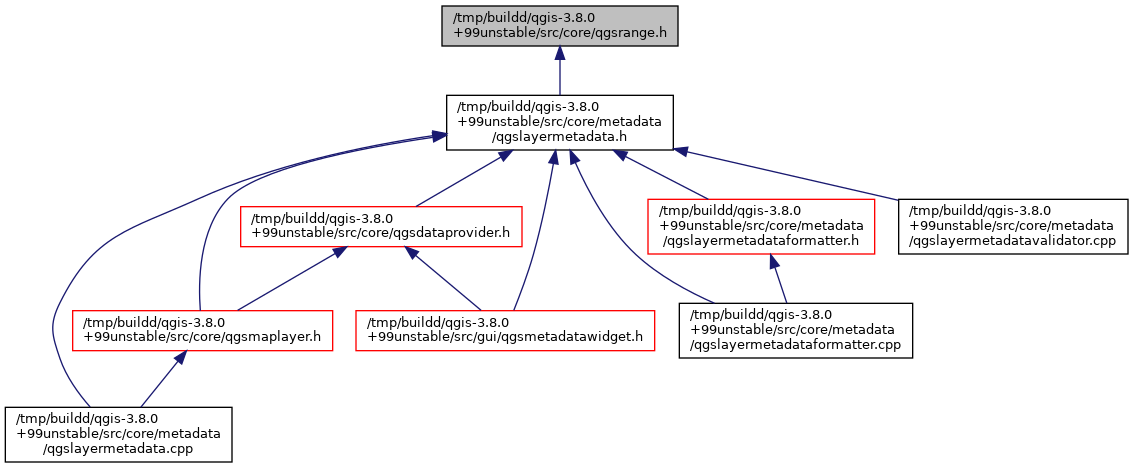 /tmp/buildd/qgis-3.8.0
+99unstable/src/core/qgsrange.h
/tmp/buildd/qgis-3.8.0
+99unstable/src/core/metadata
/qgslayermetadata.h
/tmp/buildd/qgis-3.8.0
+99unstable/src/core/qgsdataprovider.h
/tmp/buildd/qgis-3.8.0
+99unstable/src/core/metadata
/qgslayermetadataformatter.h
/tmp/buildd/qgis-3.8.0
+99unstable/src/core/metadata
/qgslayermetadatavalidator.cpp
/tmp/buildd/qgis-3.8.0
+99unstable/src/core/qgsmaplayer.h
/tmp/buildd/qgis-3.8.0
+99unstable/src/gui/qgsmetadatawidget.h
/tmp/buildd/qgis-3.8.0
+99unstable/src/core/metadata
/qgslayermetadataformatter.cpp
/tmp/buildd/qgis-3.8.0
+99unstable/src/core/metadata
/qgslayermetadata.cpp